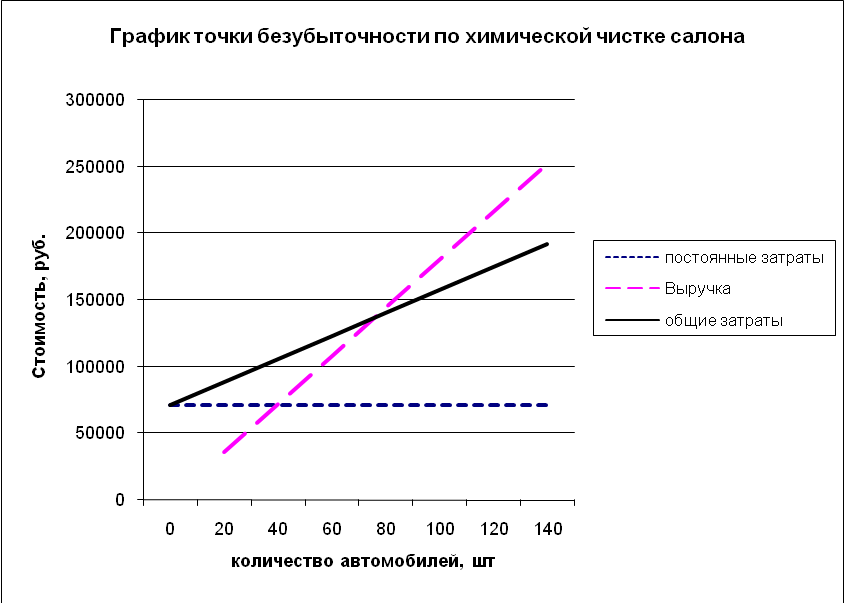 График точки безубыточности по химической чистке салона
300000
250000
200000
150000
100000
50000
0
Стоимость, руб.
0 20 40 60 80 100 120 140
количество автомобилей, шт
постоянные затраты
Выручка
общие затраты